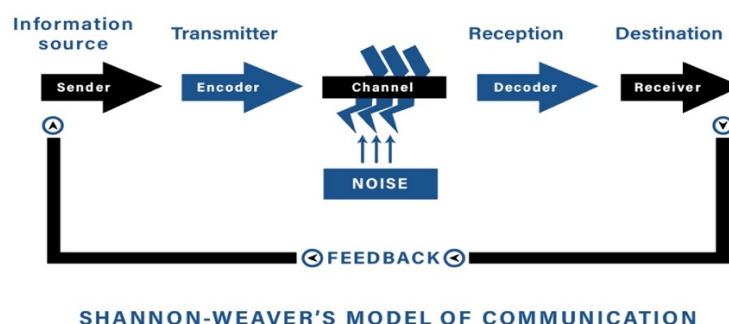 Information
source
Transmitter
Reception
Destination
Sender
Encoder
Channel
Decoder
Receiver
NOISE
FEEDBACK
SHANNON-WEAVER'S MODEL OF COMMUNICATION